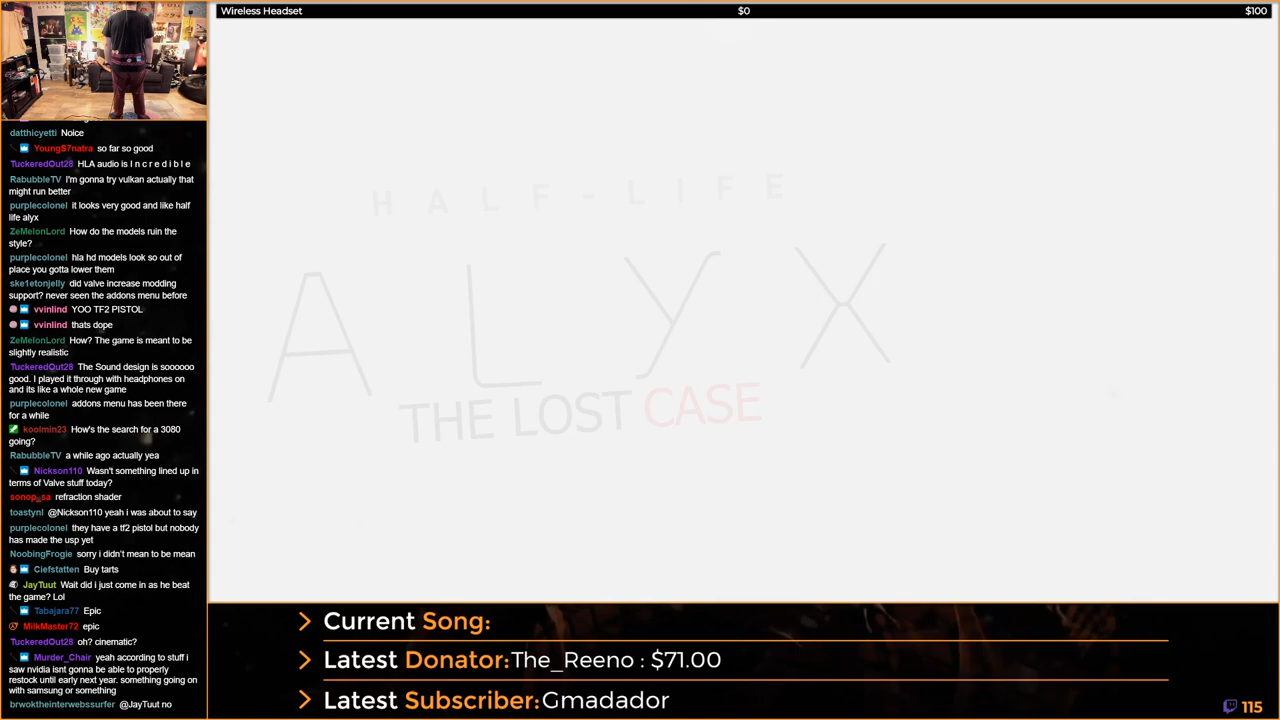 Wireless Headset
$0
$100
datthicyetti Noice
YoungS7natra so far so good
TuckeredOut28 HLA audio is I n c r e d i b l e
RabubbleTV I'm gonna try vulkan actually that
might run better
purplecolonel it looks very good and like half
life alyx
ZeMelonLord How do the models ruin the
style?
purplecolonel hla hd models look so out of
place you gotta lower them
ske1etonjelly did valve increase modding
support? never seen the addons menu before
vvinlind YOO TF2 PISTOL
vvinlind thats dope
ZeMelonLord How? The game is meant to be
slightly realistic
TuckeredOut28 The Sound design is soooooo
good. I played it through with headphones on
and its like a whole new game
purplecolonel addons menu has been there
for a while
koolmin23 How's the search for a 3080
going?
RabubbleTV a while ago actually yea
Nickson110 Wasn't something lined up in
terms of Valve stuff today?
sonop_sa refraction shader
toastynl @Nickson110 yeah i was about to say
purplecolonel they have a tf2 pistol but nobody
has made the usp yet
NoobingFrogie sorry i didn't mean to be mean
Ciefstatten Buy tarts
JayTuut Wait did i just come in as he beat
the game? Lol
Tabajara77 Epic
MilkMaster72 epic
TuckeredOut28 oh? cinematic?
Murder_Chair yeah according to stuff i
saw nvidia isnt gonna be able to properly
restock until early next year. something going on
with samsung or something
brwoktheinterwebssurfer @JayTuut no
HALF-LIFE
ALYX
THE LOST CASE
Current Song:
Latest Donator:The_Reeno : $71.00
Latest Subscriber:Gmadador
115